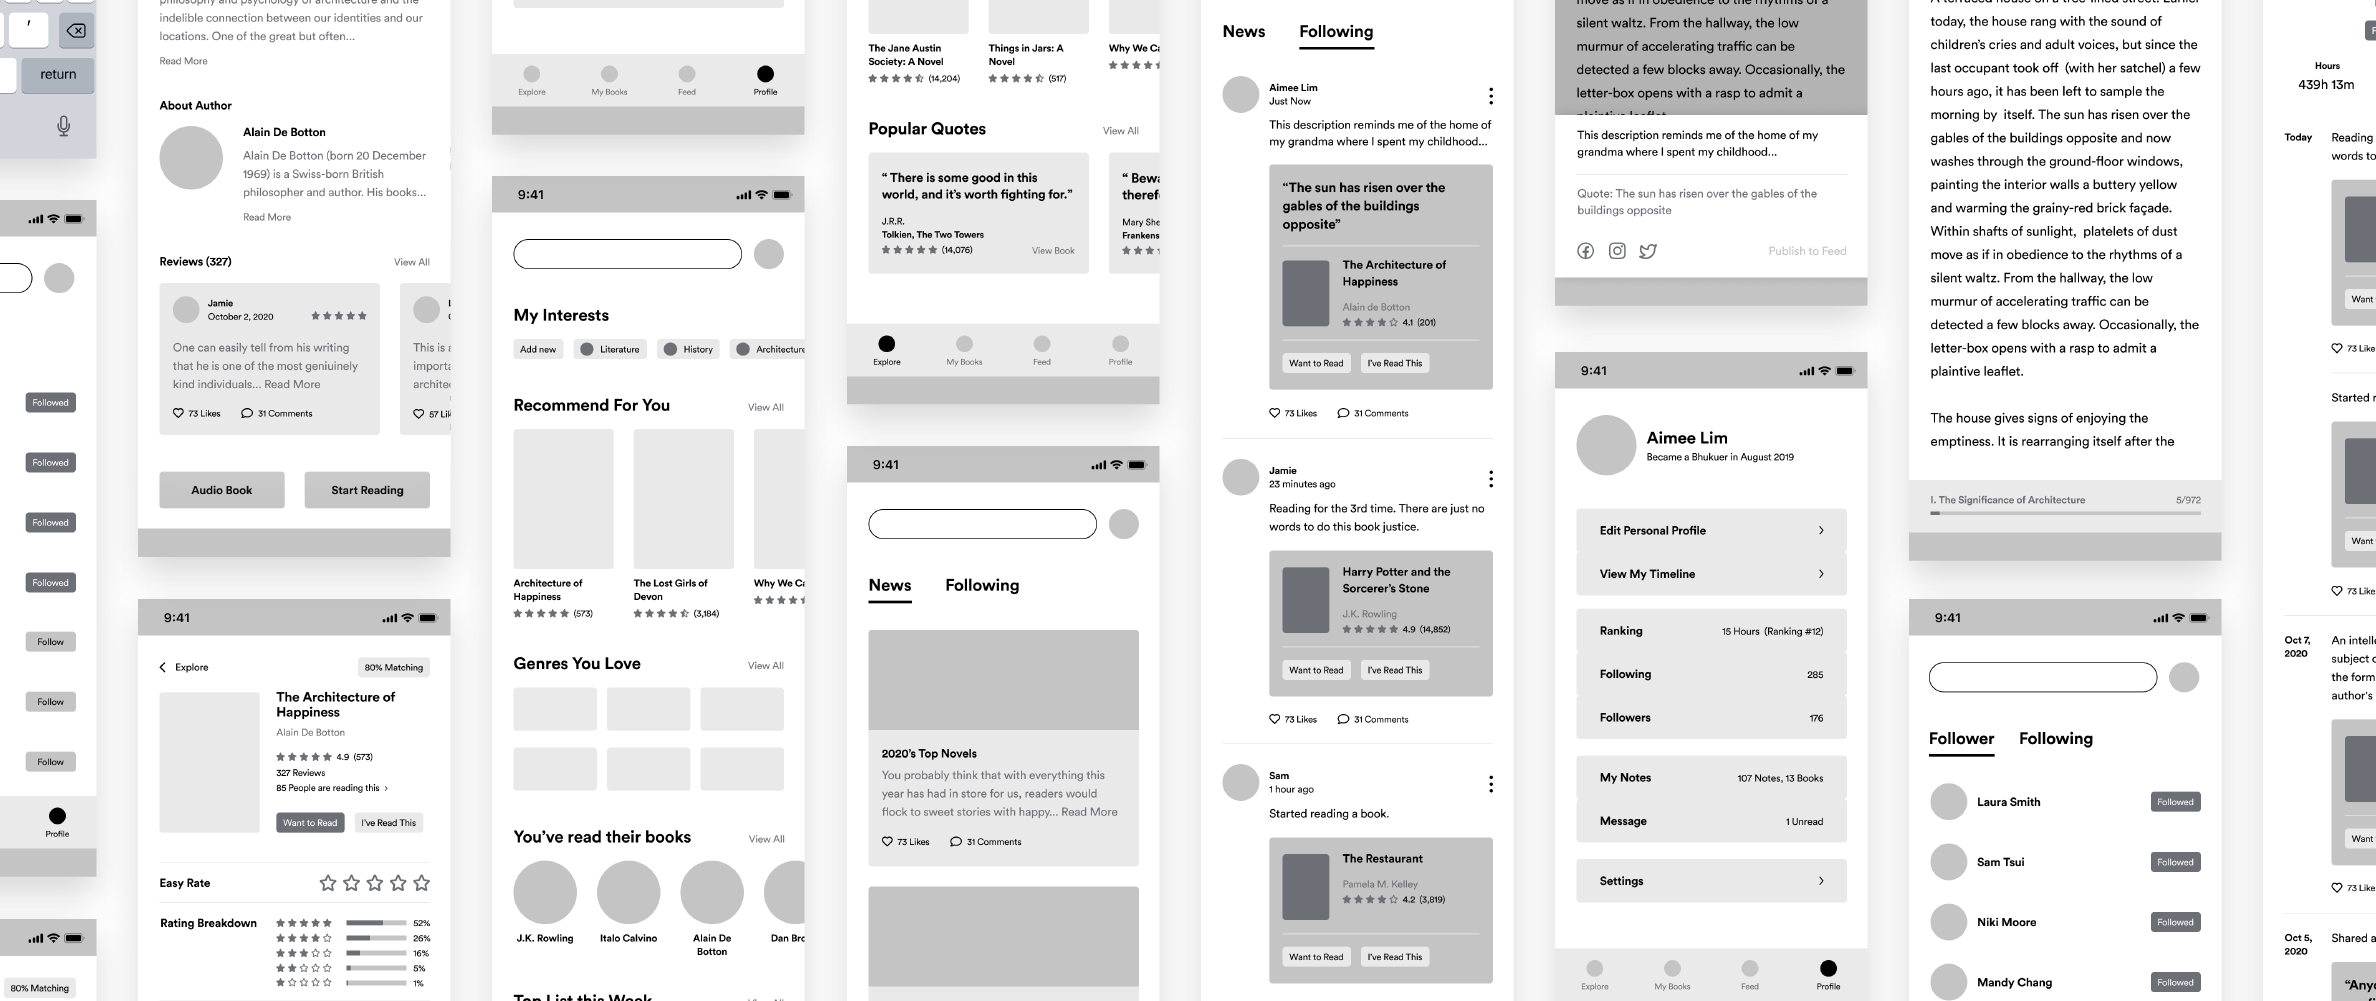 ′
return
Followed
Followed
Followed
Followed
Follow
Follow
Follow
Profile
80% Matching
philosophy and psychology of architecture and the
indelible connection between our identities and our
locations. One of the great but often...
Read More
About Author
Alain De Botton
Alain De Botton (born 20 December
1969) is a Swiss-born British
philosopher and author. His books...
Read More
Reviews (327)
View All
Jamie
October 2, 2020
One can easily tell from his writing
that he is one of the most geniuinely
kind individuals... Read More
73 Likes
31 Comments
This is
importa
archite
57 Lik
Audio Book
Start Reading
9:41
Explore
80% Matching
The Architecture of
Happiness
Alain De Botton
4.9 (573)
327 Reviews
85 People are reading this
Want to Read
I've Read This
Easy Rate
Rating Breakdown
52%
26%
16%
5%
1%
Explore
My Books
Feed
Profile
9:41
My Interests
Add new
Literature
History
Architecture
Recommend For You
View All
Architecture of
Happiness
(573)
The Lost Girls of
Devon
(3,184)
Why We Ca
Genres You Love
View All
You’ve read their books
View All
J.K. Rowling
Italo Calvino
Alain De
Botton
Dan Bro
Top List this Week
The Jane Austin
Society: A Novel
(14,204)
Things in Jars: A
Novel
(517)
Why We Ca
Popular Quotes
View All
“ There is some good in this
world, and it’s worth fighting for.”
J.R.R.
Tolkien, The Two Towers
(14,076)
View Book
“ Bewa
theref
Mary She
Frankens
Explore
My Books
Feed
Profile
9:41
News
Following
2020’s Top Novels
You probably think that with everything this
year has had in store for us, readers would
flock to sweet stories with happy... Read More
73 Likes
31 Comments
News
Following
Aimee Lim
Just Now
This description reminds me of the home of
my grandma where I spent my childhood...
“The sun has risen over the
gables of the buildings
opposite”
The Architecture of
Happiness
Alain de Botton
4.1 (201)
Want to Read
I've Read This
73 Likes
31 Comments
Jamie
23 minutes ago
Reading for the 3rd time. There are just no
words to do this book justice.
Harry Potter and the
Sorcerer’s Stone
J.K. Rowling
4.9 (14,852)
Want to Read
I've Read This
73 Likes
31 Comments
Sam
1 hour ago
Started reading a book.
The Restaurant
Pamela M. Kelley
4.2 (3,819)
Want to Read
I've Read This
move as if in obedience to the rhythms of a
silent waltz. From the hallway, the low
murmur of accelerating traffic can be
detected a few blocks away. Occasionally, the
letter-box opens with a rasp to admit a
plaintive leaflet.
This description reminds me of the home of my
grandma where I spent my childhood...
Quote: The sun has risen over the gables of the
buildings opposite
Publish to Feed
9:41
Aimee Lim
Became a Bhukuer in August 2019
Edit Personal Profile
View My Timeline
Ranking
15 Hours (Ranking #12)
Following
285
Followers
176
My Notes
107 Notes, 13 Books
Message
1 Unread
Settings
Explore
My Books
Feed
Profile
A terraced house on a tree-lined street. Earlier
today, the house rang with the sound of
children’s cries and adult voices, but since the
last occupant took off (with her satchel) a few
hours ago, it has been left to sample the
morning by itself. The sun has risen over the
gables of the buildings opposite and now
washes through the ground-floor windows,
painting the interior walls a buttery yellow
and warming the grainy-red brick façade.
Within shafts of sunlight, platelets of dust
move as if in obedience to the rhythms of a
silent waltz. From the hallway, the low
murmur of accelerating traffic can be
detected a few blocks away. Occasionally, the
letter-box opens with a rasp to admit a
plaintive leaflet.
The house gives signs of enjoying the
emptiness. It is rearranging itself after the
I. The Significance of Architecture
5/972
9:41
Follower
Following
Laura Smith
Followed
Sam Tsui
Followed
Niki Moore
Followed
Mandy Chang
Followed
Hours
439h 13m
Today
Reading
words to
Want
73 Like
Started r
Want
73 Like
Oct 7,
2020
An intelle
subject o
the form
author's
Want
73 Like
Oct 5,
2020
Shared a
“Any